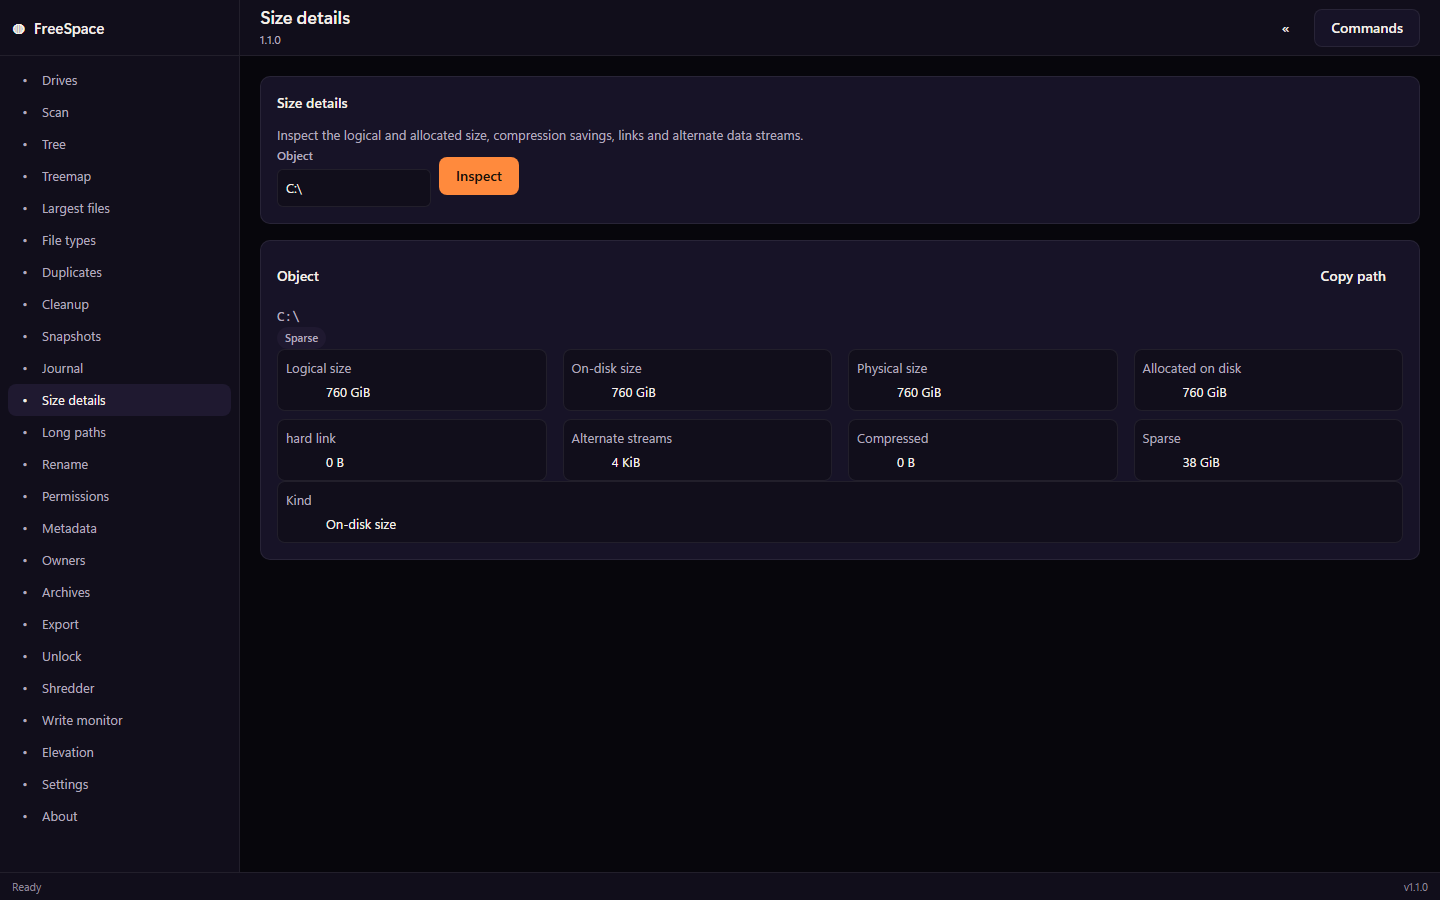 FreeSpace
Size details
1.1.0
«
Commands
• Drives
• Scan
• Tree
• Treemap
• Largest files
• File types
• Duplicates
• Cleanup
• Snapshots
• Journal
• Size details
• Long paths
• Rename
• Permissions
• Metadata
• Owners
• Archives
• Export
• Unlock
• Shredder
• Write monitor
• Elevation
• Settings
• About
Size details
Inspect the logical and allocated size, compression savings, links and alternate data streams.
Object
C:\
Inspect
Object
Copy path
C:\
Sparse
Logical size
760 GiB
On-disk size
760 GiB
Physical size
760 GiB
Allocated on disk
760 GiB
hard link
0 B
Alternate streams
4 KiB
Compressed
0 B
Sparse
38 GiB
Kind
On-disk size
Ready
v1.1.0